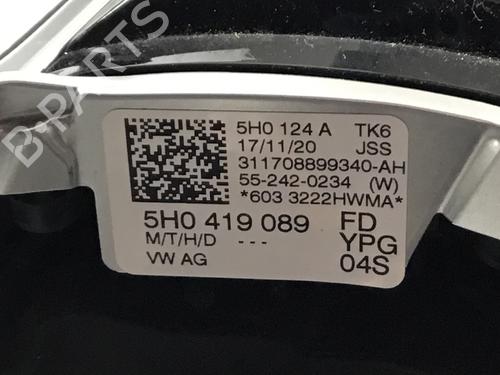 5H0 124 A TK6
17/11/20 JSS
311708899340-AH
55-242-0234 (W)
*603 3222HWMA*
5H0 419 089 FD
M/T/H/D --- YPG
VW AG 04S
B-PARTS